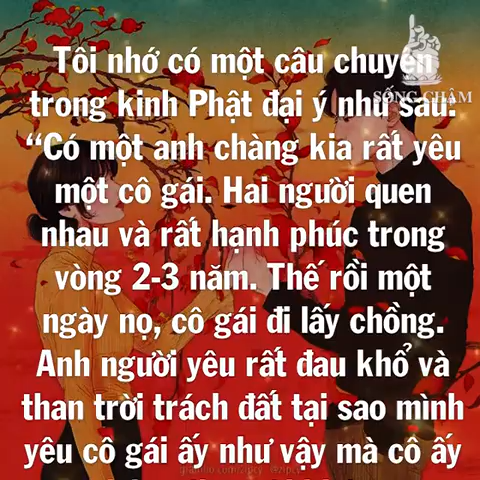 SỐNG CHẬM
Tôi nhớ có một câu chuyện
trong kinh Phật đại ý như sau:
“Có một anh chàng kia rất yêu
một cô gái. Hai người quen
nhau và rất hạnh phúc trong
vòng 2-3 năm. Thế rồi một
ngày nọ, cô gái đi lấy chồng.
Anh người yêu rất đau khổ và
than trời trách đất tại sao mình
yêu cô gái ấy như vậy mà cô ấy